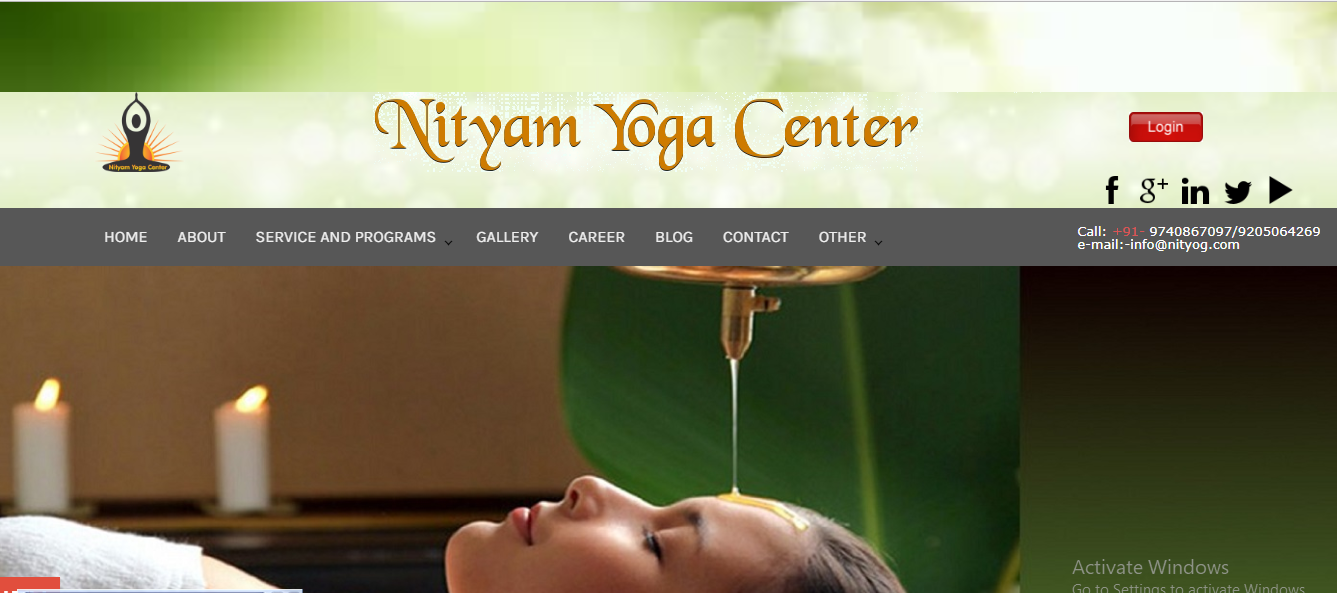 Nityam Yoga Center
Nityam Yoga Center
Login
f g+ in
HOME ABOUT SERVICE AND PROGRAMS GALLERY CAREER BLOG CONTACT OTHER
Call: +91- 9740867097/9205064269
e-mail:-info@nityog.com
Activate Windows
Go to Settings to activate Windows